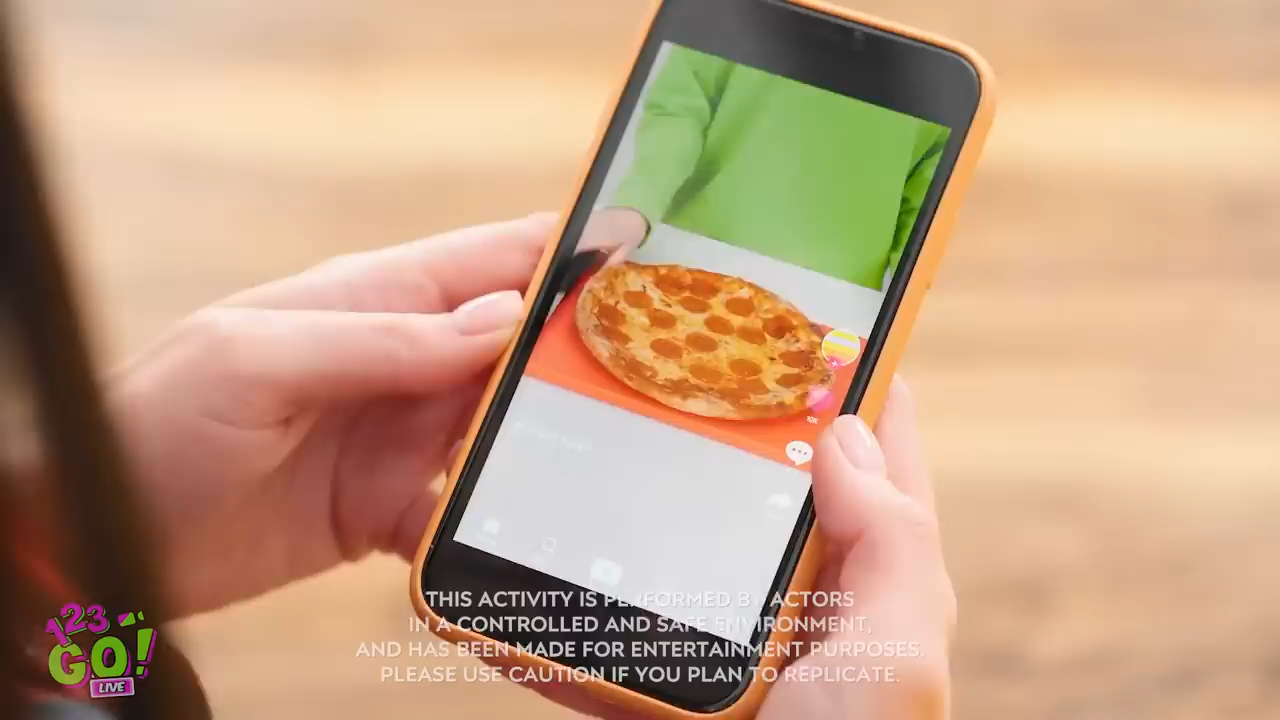 10K
THIS ACTIVITY IS PERFORMED BY ACTORS
IN A CONTROLLED AND SAFE ENVIRONMENT,
AND HAS BEEN MADE FOR ENTERTAINMENT PURPOSES.
PLEASE USE CAUTION IF YOU PLAN TO REPLICATE.
123
GO!
LIVE